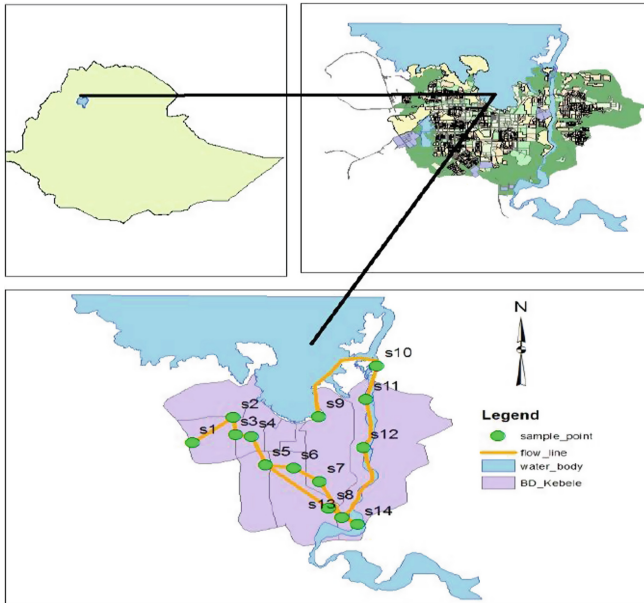 N
s10
s11
s2
s9
s1
s3
s4
s12
s5
s6
s7
s13
s8
s14
Legend
sample_point
flow_line
water_body
BD_Kebele